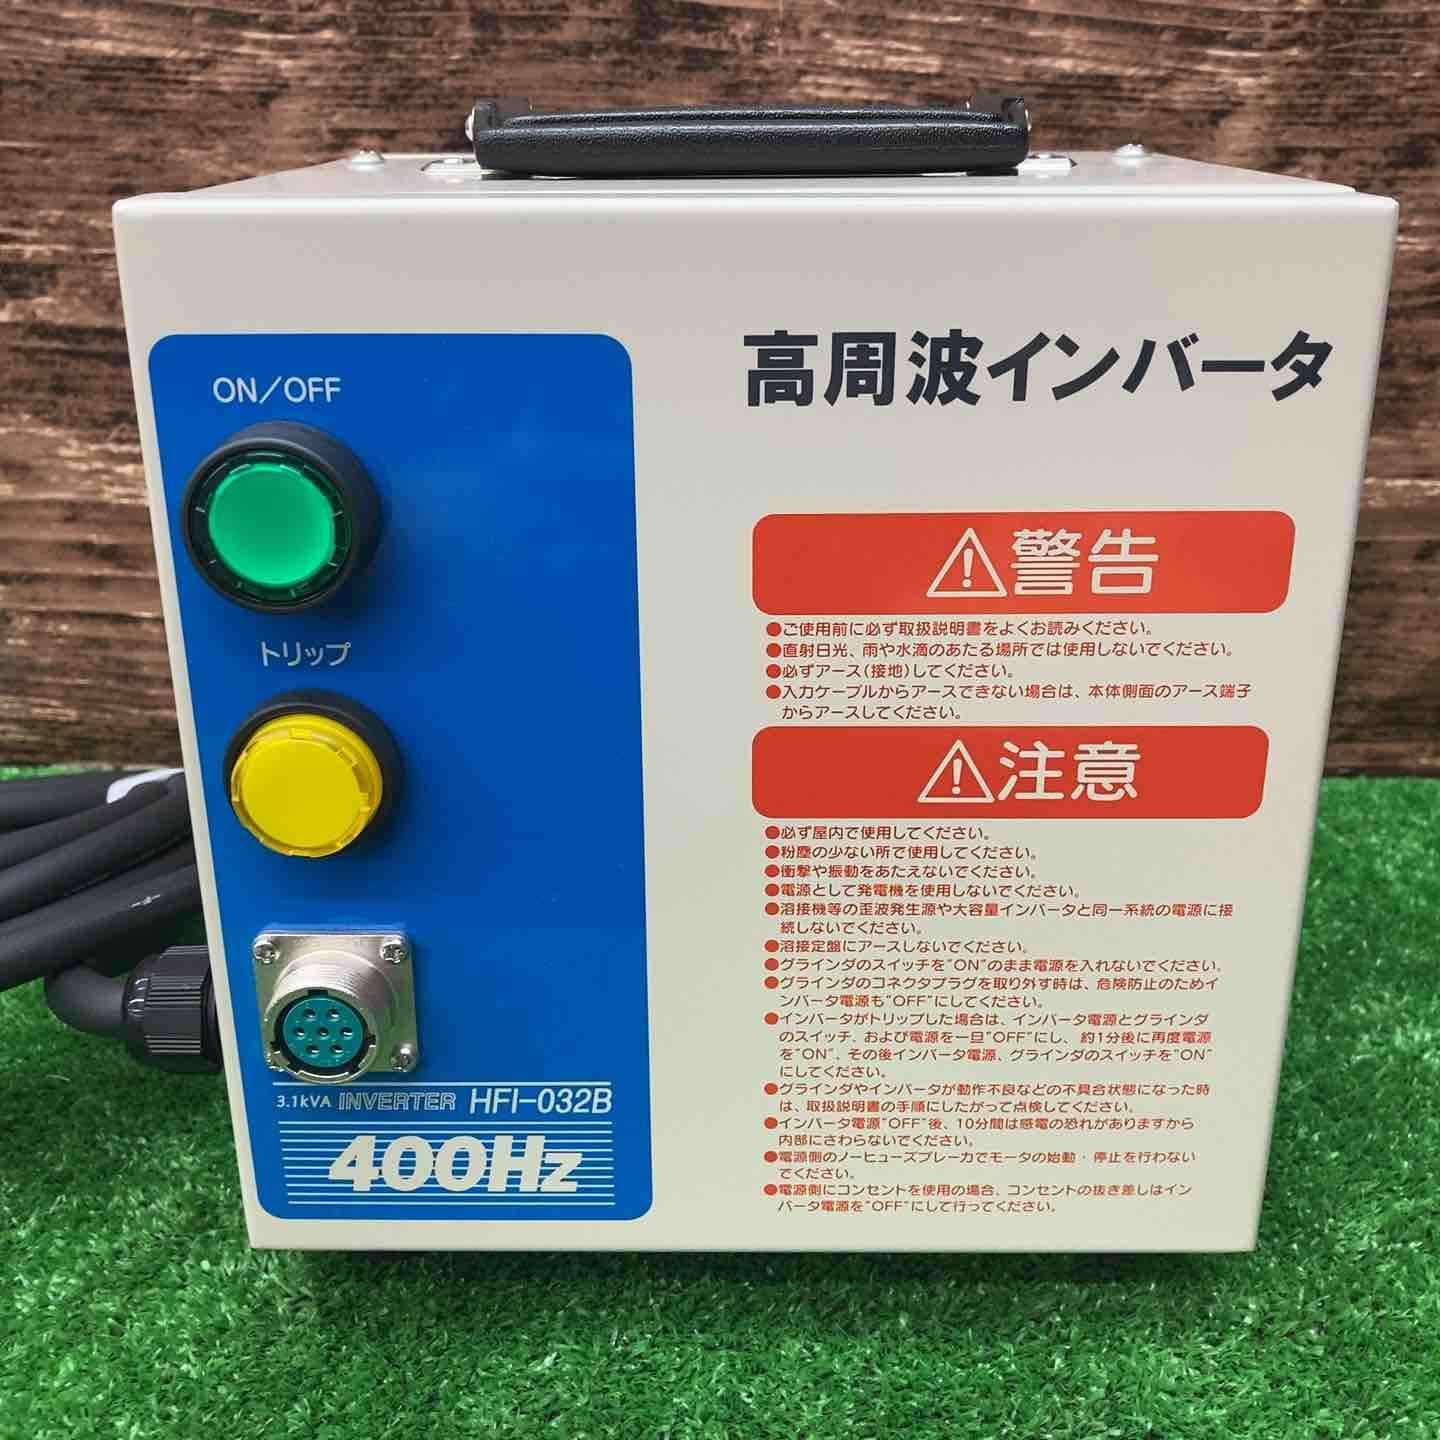 高周波インバータ
ON/OFF
トリップ
3.1kVA INVERTER HFI-032B
400Hz
警告
●ご使用前に必ず取扱説明書をよくお読みください。
●直射日光、雨や水滴のあたる場所では使用しないでください。
●必ずアース(接地)してください。
●入力ケーブルからアースできない場合は、本体側面のアース端子
からアースしてください。
注意
●必ず屋内で使用してください。
●粉塵の少ない所で使用してください。
●衝撃や振動をあたえないでください。
●電源として発電機を使用しないでください。
●溶接機等の歪波発生源や大容量インバータと同一系統の電源に接
続しないでください。
●溶接定盤にアースしないでください。
●グラインダのスイッチを"ON"のまま電源を入れないでください。
●グラインダのコネクタプラグを取り外す時は、危険防止のためイ
ンバータ電源も"OFF"にしてください。
●インバータがトリップした場合は、インバータ電源とグラインダ
のスイッチ、および電源を一旦"OFF"にし、約1分後に再度電源
を"ON"、その後インバータ電源、グラインダのスイッチを"ON"
にしてください。
●グラインダやインバータが動作不良などの不具合状態になった時
は、取扱説明書の手順にしたがって点検してください。
●インバータ電源"OFF"後、10分間は感電の恐れがありますから
内部にさわらないでください。
●電源側のノーヒューズブレーカでモータの始動・停止を行わない
でください。
●電源側にコンセントを使用の場合、コンセントの抜き差しはイン
バータ電源を"OFF"にして行ってください。